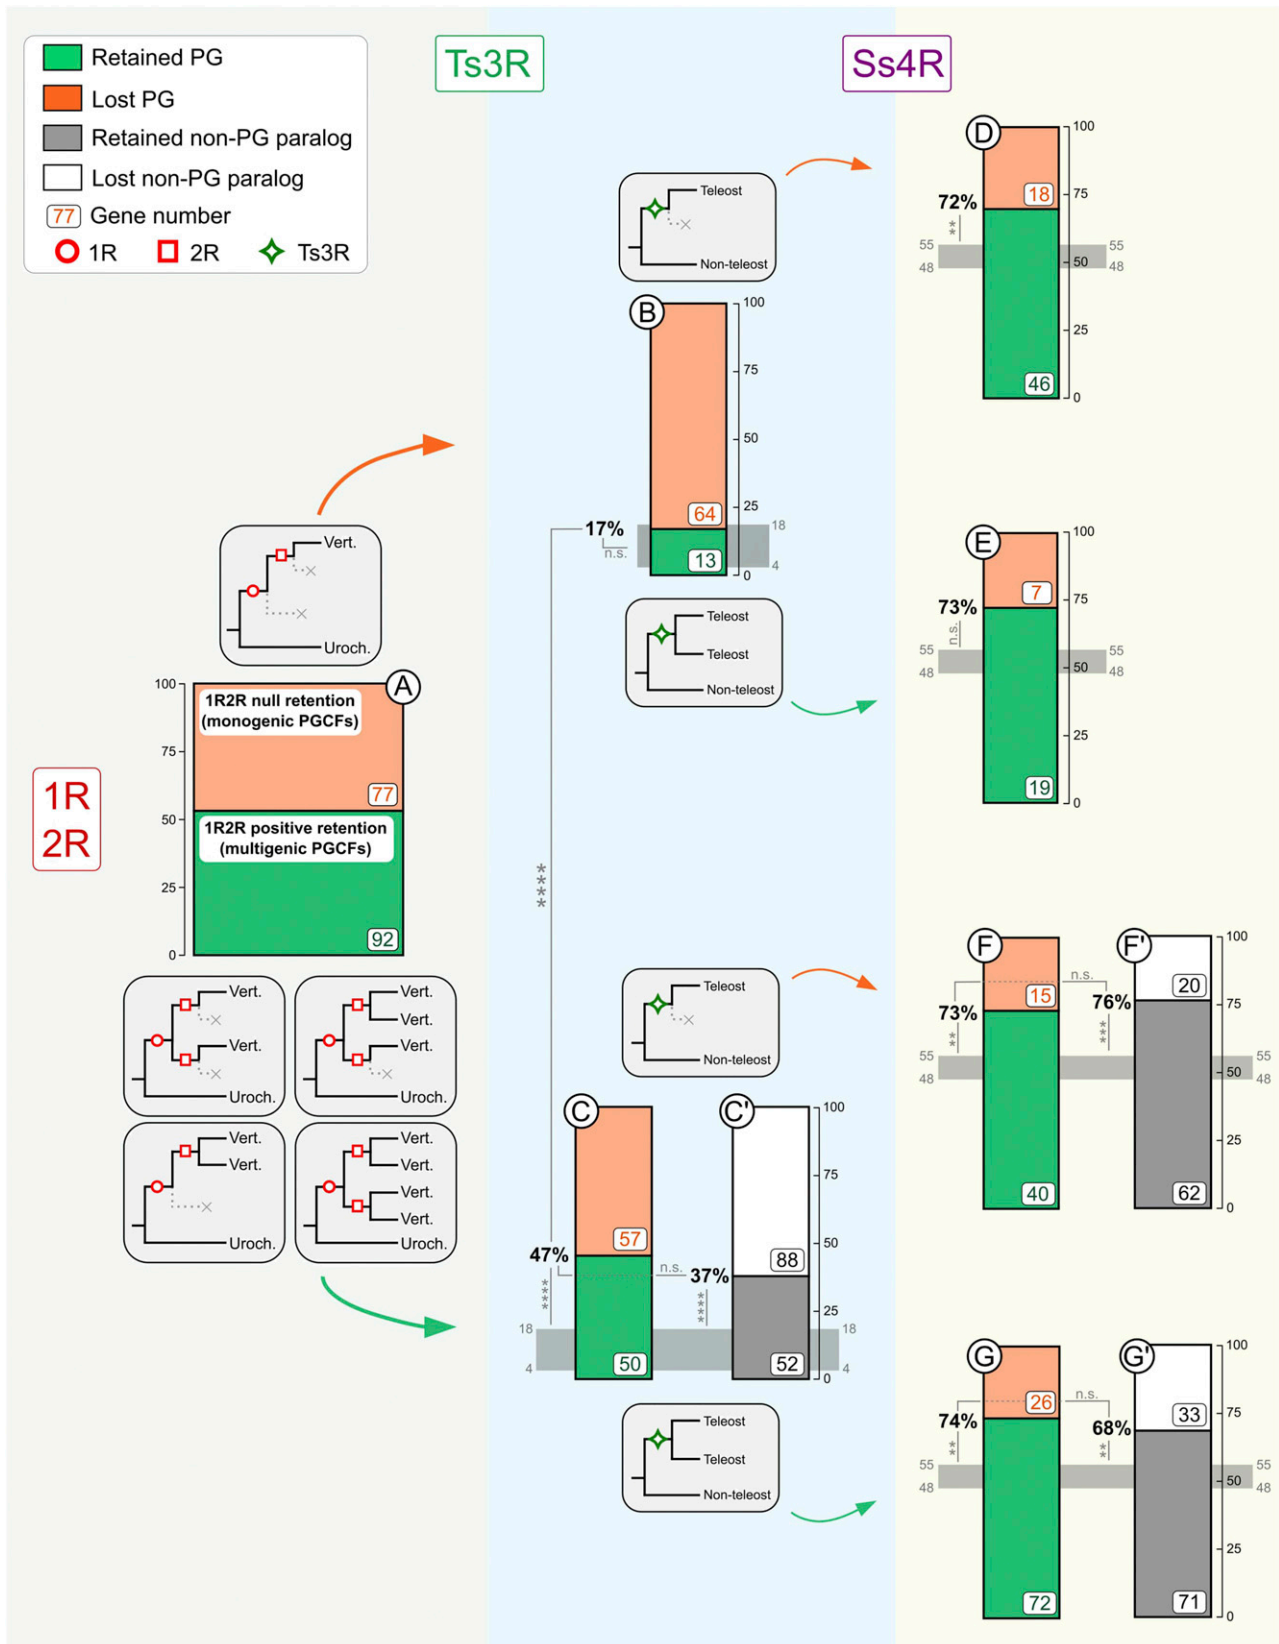 Retained PG
Lost PG
Retained non-PG paralog
Lost non-PG paralog
77 Gene number
1R 2R Ts3R
Ts3R
Ss4R
1R
2R
Vert.
Uroch.
A
100
75
50
25
0
1R2R null retention
(monogenic PGCFs)
77
1R2R positive retention
(multigenic PGCFs)
92
Vert.
Vert.
Uroch.
Vert.
Vert.
Vert.
Uroch.
Vert.
Vert.
Uroch.
Vert.
Vert.
Vert.
Vert.
Uroch.
Teleost
Non-teleost
B
100
75
50
25
0
64
13
17%
n.s.
18
4
Teleost
Teleost
Non-teleost
****
Teleost
Non-teleost
C
57
50
47%
****
n.s.
18
4
C'
88
52
37%
****
100
75
50
25
0
18
4
Teleost
Teleost
Non-teleost
D
18
46
72%
**
55
48
100
75
50
25
0
55
48
E
7
19
73%
n.s.
55
48
100
75
50
25
0
55
48
F
15
40
73%
**
n.s.
55
48
F'
20
62
76%
***
100
75
50
25
0
55
48
G
26
72
74%
**
n.s.
55
48
G'
33
71
68%
**
100
75
50
25
0
55
48